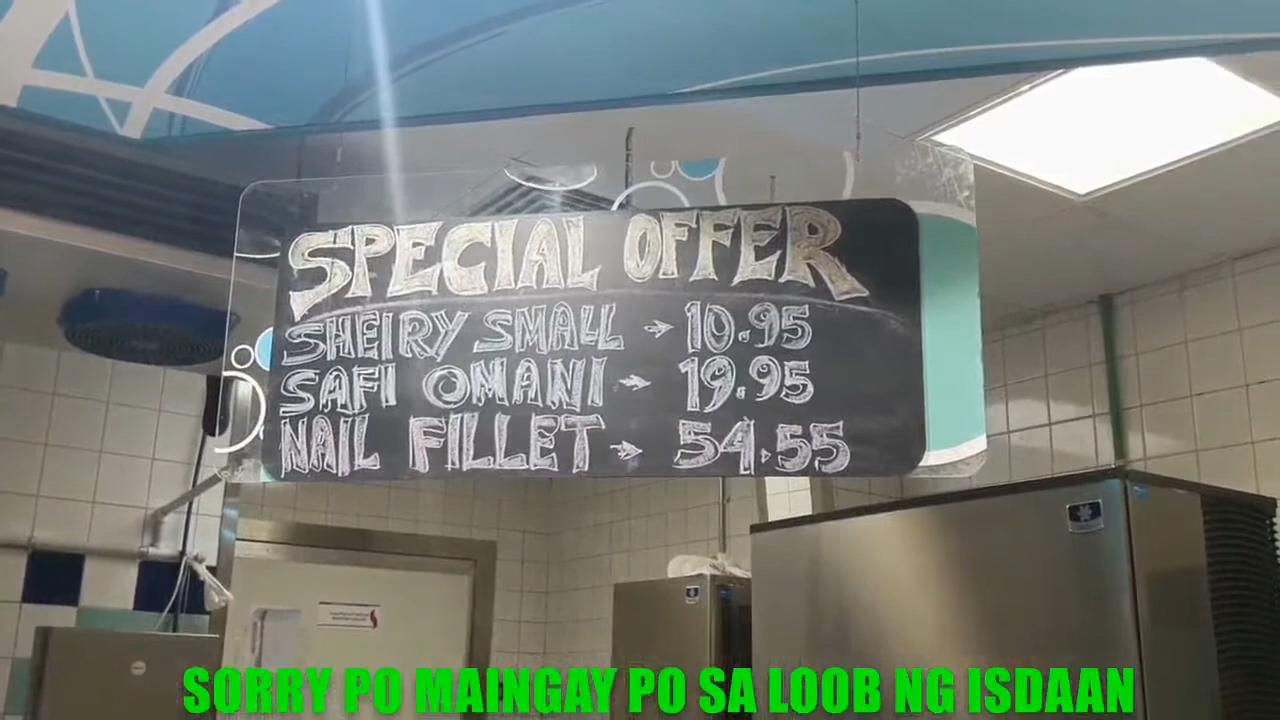 SPECIAL OFFER
SHEIRY SMALL → 10.95
SAFI OMANI → 19.95
NAIL FILLET → 54.55
SORRY PO MAINGAY PO SA LOOB NG ISDAAN